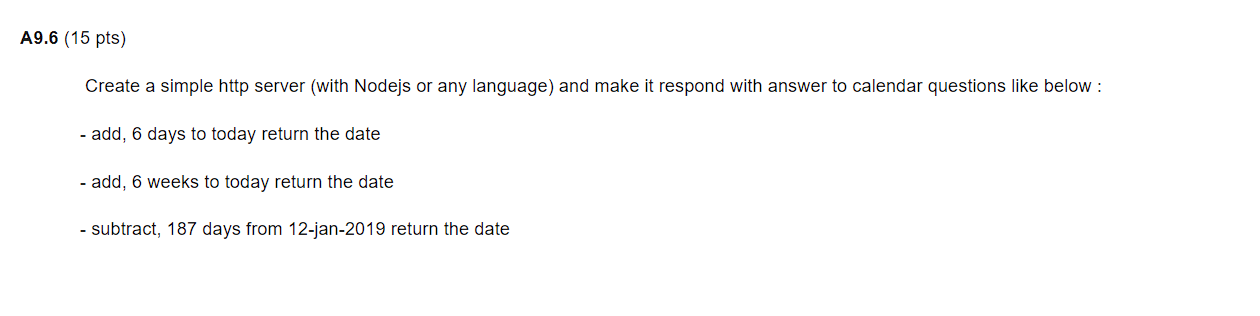 A9.6 (15 pts)
Create a simple http server (with Nodejs or any language) and make it respond with answer to calendar questions like below :
- add, 6 days to today return the date
- add, 6 weeks to today return the date
- subtract, 187 days from 12-jan-2019 return the date